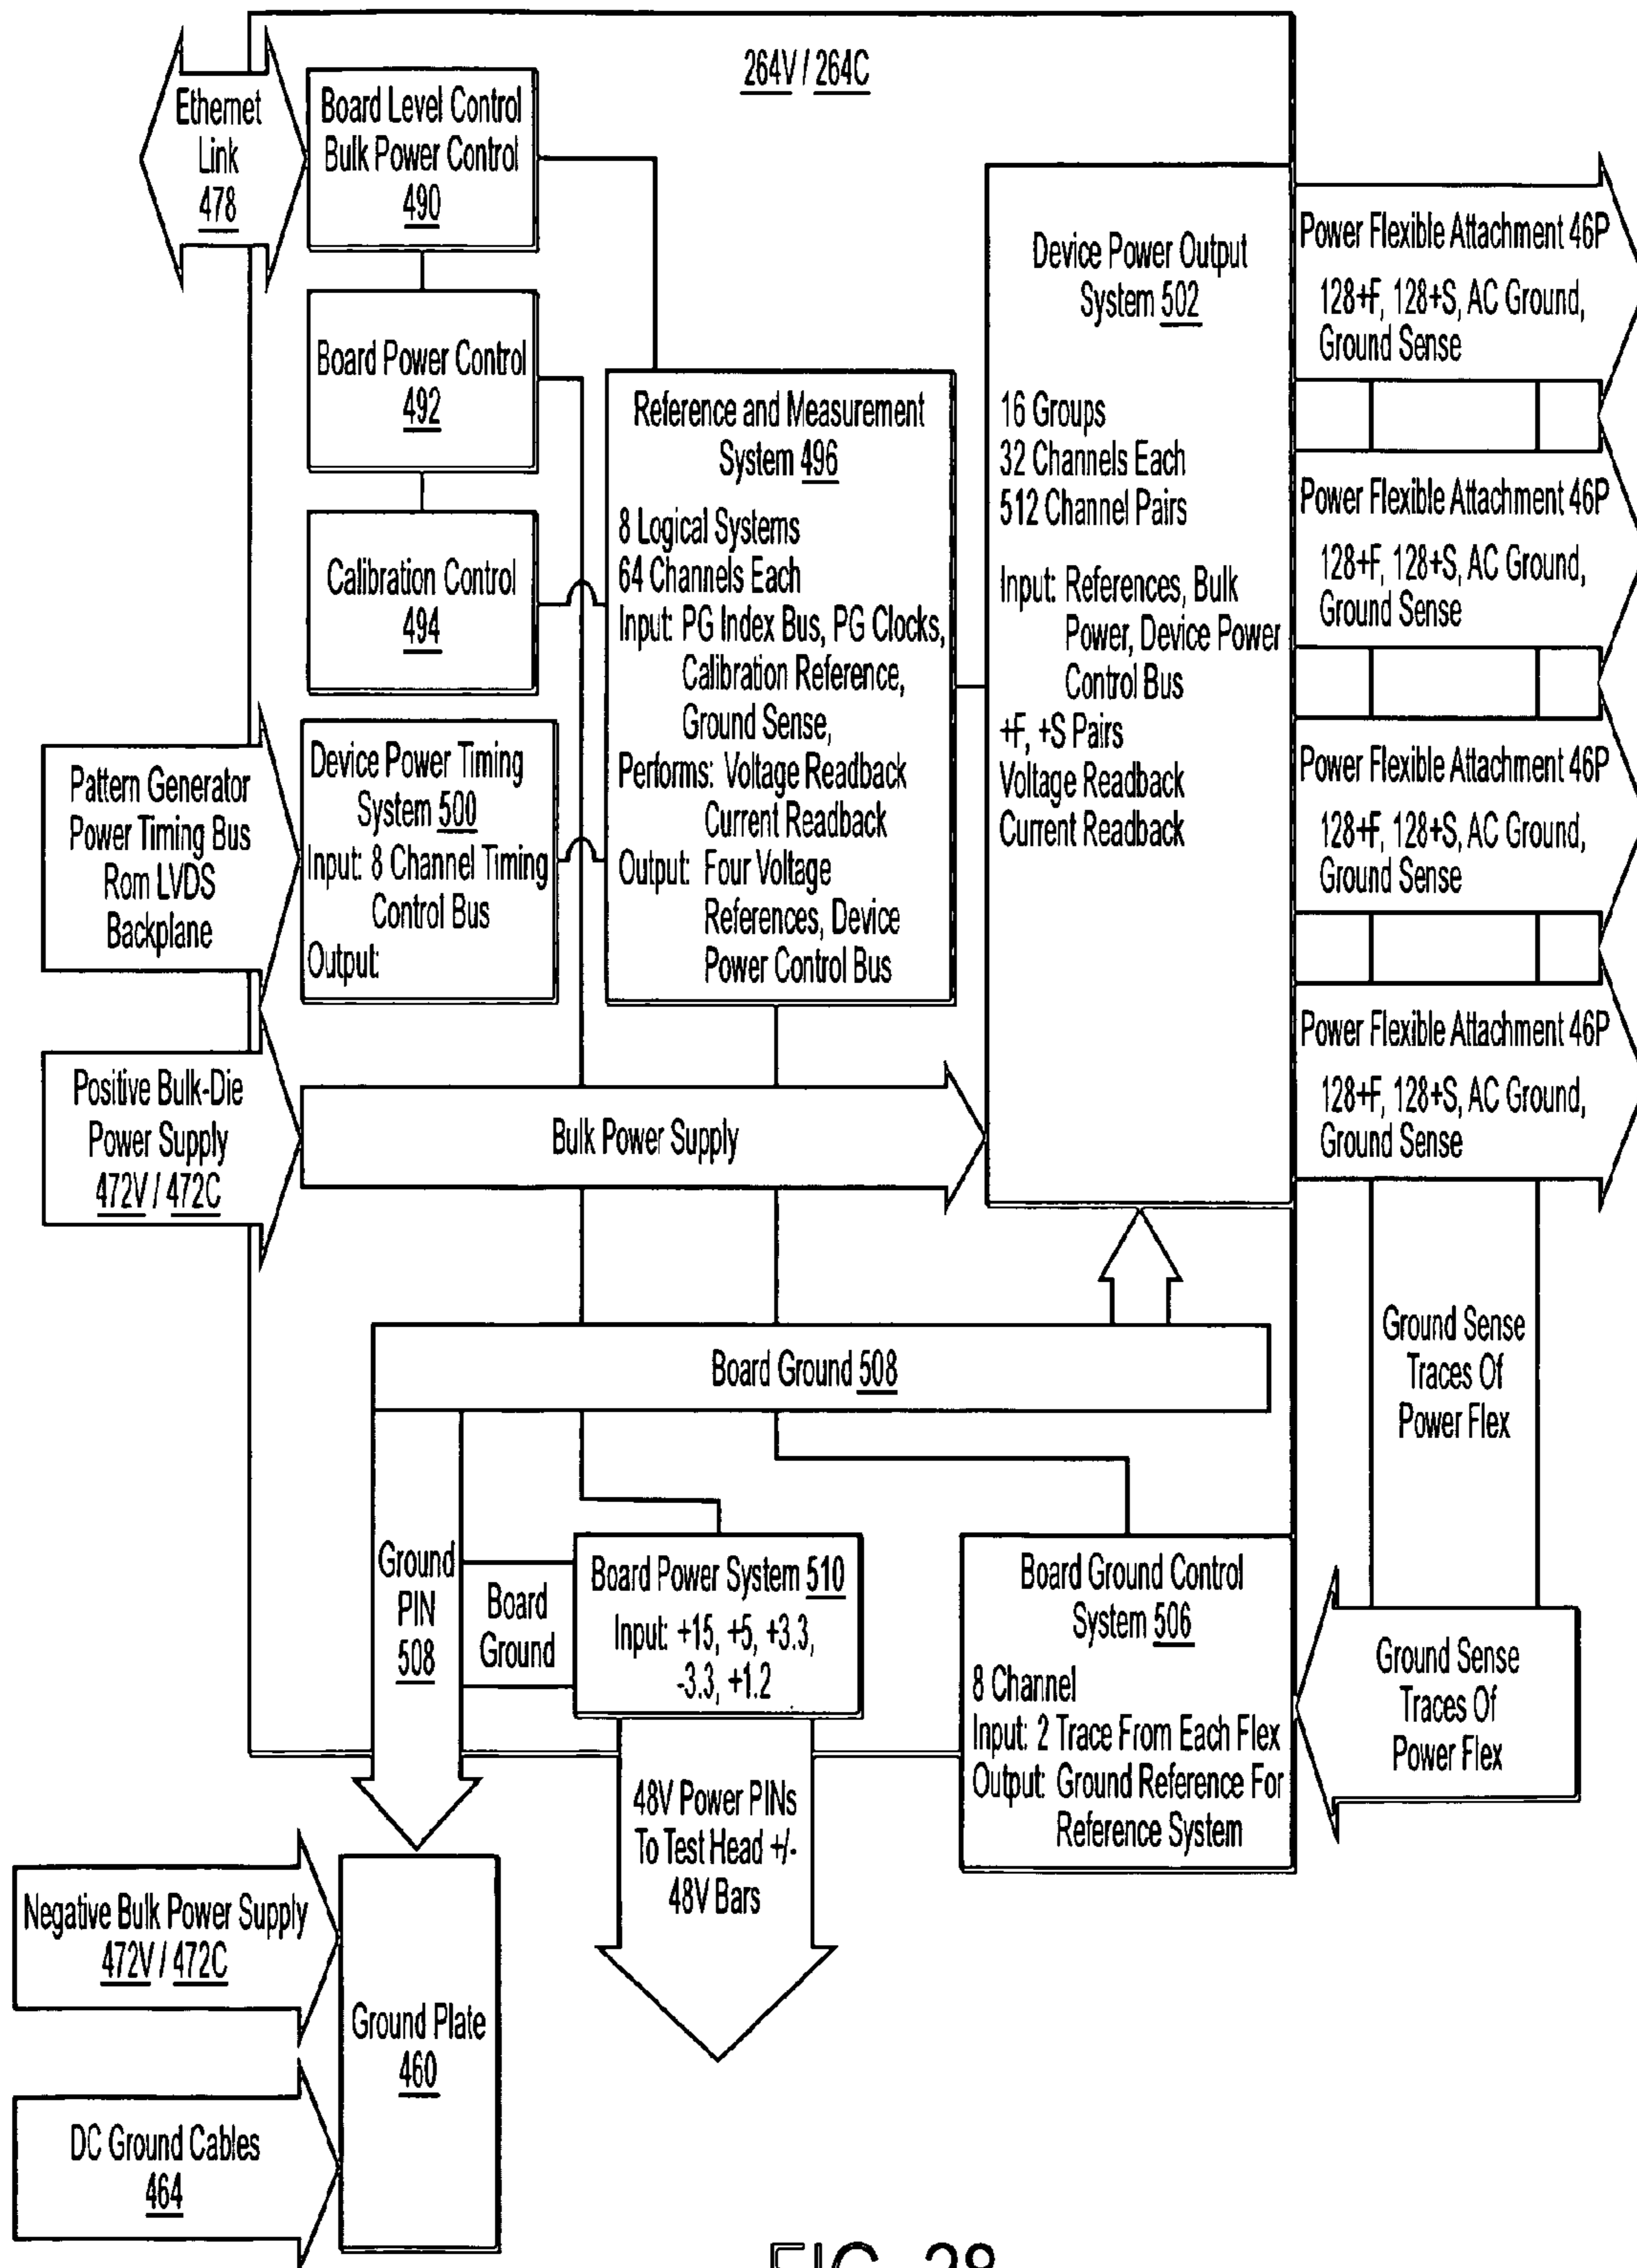 264V / 264C
Ethernet
Link
478
Board Level Control
Bulk Power Control
490
Board Power Control
492
Calibration Control
494
Pattern Generator
Power Timing Bus
Rom LVDS
Backplane
Device Power Timing
System 500
Input: 8 Channel Timing
Control Bus
Output:
Reference and Measurement
System 496
8 Logical Systems
64 Channels Each
Input: PG Index Bus, PG Clocks,
Calibration Reference,
Ground Sense,
Performs: Voltage Readback
Current Readback
Output: Four Voltage
References, Device
Power Control Bus
Device Power Output
System 502
16 Groups
32 Channels Each
512 Channel Pairs
Input: References, Bulk
Power, Device Power
Control Bus
+F, +S Pairs
Voltage Readback
Current Readback
Power Flexible Attachment 46P
128+F, 128+S, AC Ground,
Ground Sense
Power Flexible Attachment 46P
128+F, 128+S, AC Ground,
Ground Sense
Power Flexible Attachment 46P
128+F, 128+S, AC Ground,
Ground Sense
Power Flexible Attachment 46P
128+F, 128+S, AC Ground,
Ground Sense
Positive Bulk-Die
Power Supply
472V / 472C
Bulk Power Supply
Board Ground 508
Ground Sense
Traces Of
Power Flex
Ground
PIN
508
Board
Ground
Board Power System 510
Input: +15, +5, +3.3,
-3.3, +1.2
Board Ground Control
System 506
8 Channel
Input: 2 Trace From Each Flex
Output: Ground Reference For
Reference System
Ground Sense
Traces Of
Power Flex
48V Power PINs
To Test Head +/-
48V Bars
Negative Bulk Power Supply
472V / 472C
Ground Plate
460
DC Ground Cables
464
FIG. 28